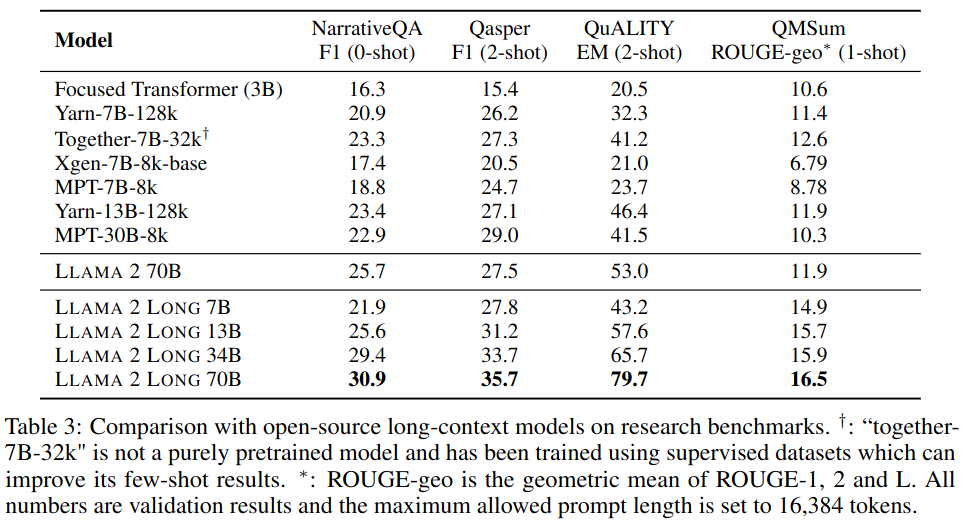 Model NarrativeQA Qasper QuALITY QMSum
F1 (0-shot) F1 (2-shot) EM (2-shot) ROUGE-geo* (1-shot)
Focused Transformer (3B) 16.3 15.4 20.5 10.6
Yarn-7B-128k 20.9 26.2 32.3 11.4
Together-7B-32k† 23.3 27.3 41.2 12.6
Xgen-7B-8k-base 17.4 20.5 21.0 6.79
MPT-7B-8k 18.8 24.7 23.7 8.78
Yarn-13B-128k 23.4 27.1 46.4 11.9
MPT-30B-8k 22.9 29.0 41.5 10.3
LLAMA 2 70B 25.7 27.5 53.0 11.9
LLAMA 2 LONG 7B 21.9 27.8 43.2 14.9
LLAMA 2 LONG 13B 25.6 31.2 57.6 15.7
LLAMA 2 LONG 34B 29.4 33.7 65.7 15.9
LLAMA 2 LONG 70B 30.9 35.7 79.7 16.5
Table 3: Comparison with open-source long-context models on research benchmarks. †: “together-
7B-32k" is not a purely pretrained model and has been trained using supervised datasets which can
improve its few-shot results. *: ROUGE-geo is the geometric mean of ROUGE-1, 2 and L. All
numbers are validation results and the maximum allowed prompt length is set to 16,384 tokens.